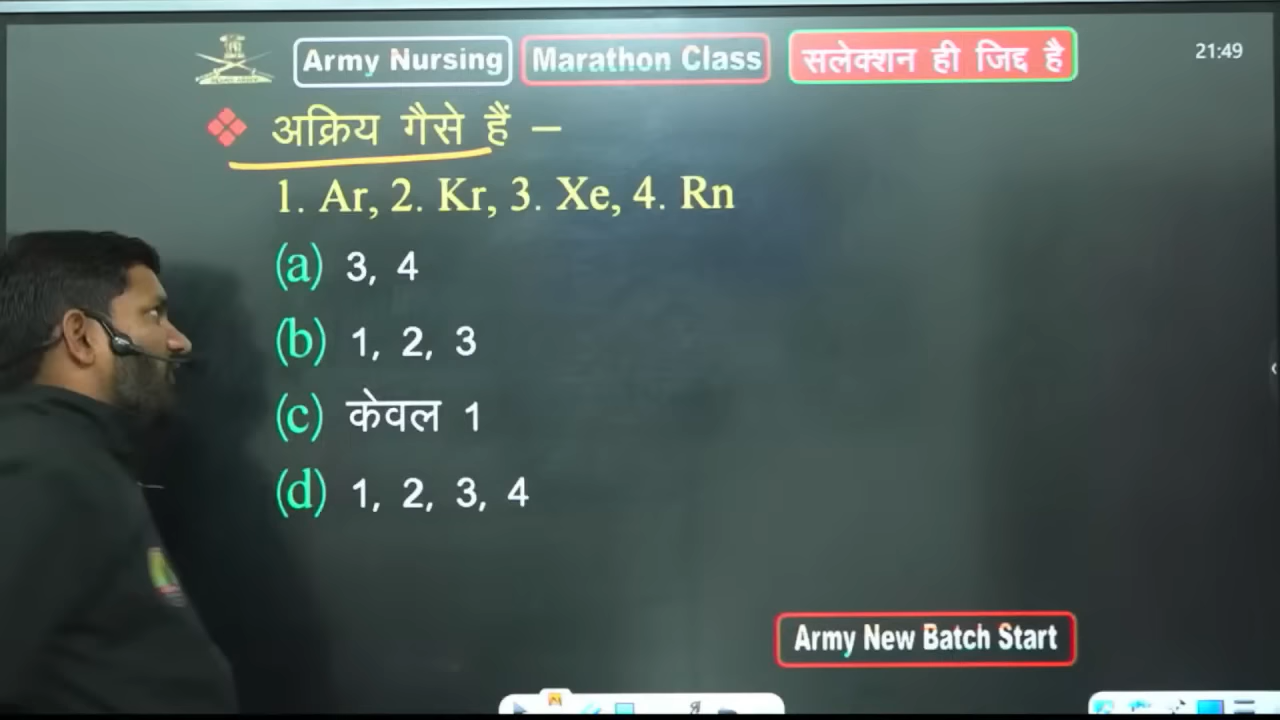 Army Nursing Marathon Class सलेक्शन ही जिद्द है 21:49
अक्रिय गैसे हैं –
1. Ar, 2. Kr, 3. Xe, 4. Rn
(a) 3, 4
(b) 1, 2, 3
(c) केवल 1
(d) 1, 2, 3, 4
Army New Batch Start